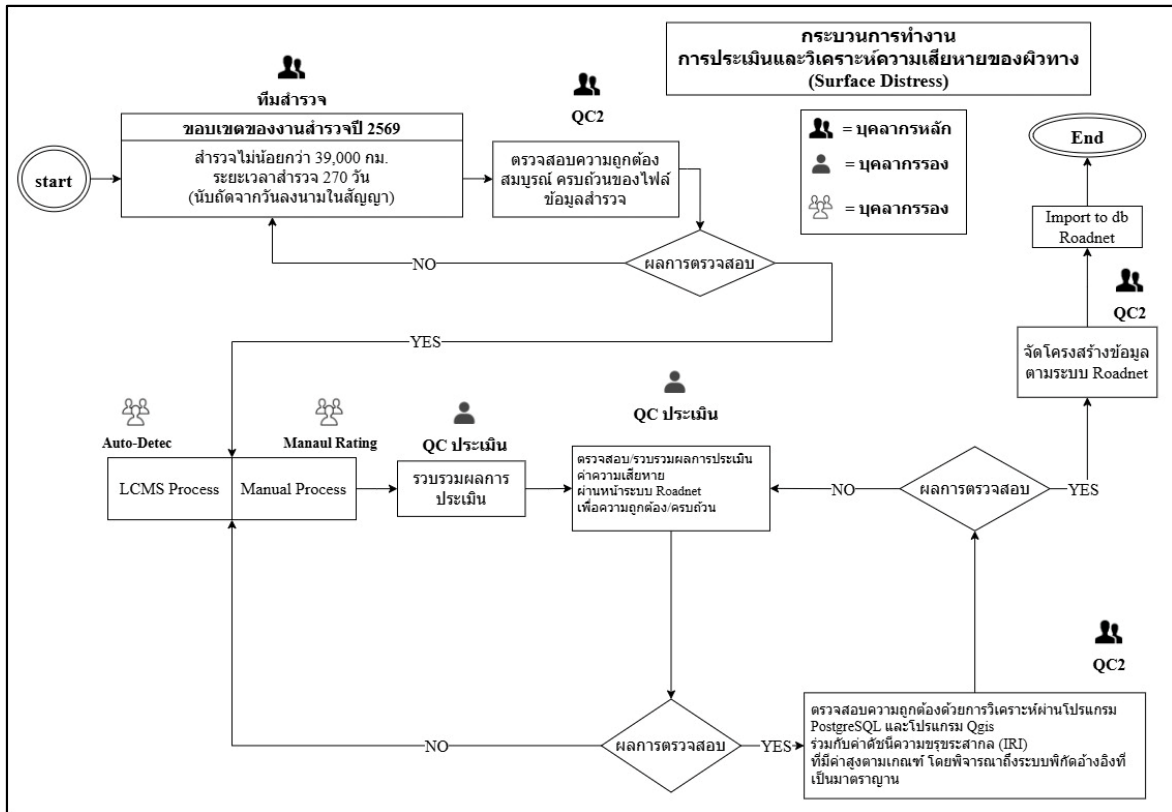 กระบวนการทำงาน
การประเมินและวิเคราะห์ความเสียหายของผิวทาง
(Surface Distress)
= บุคลากรหลัก
= บุคลากรรอง
= บุคลากรรอง
start
ทีมสำรวจ
ขอบเขตของงานสำรวจปี 2569
สำรวจไม่น้อยกว่า 39,000 กม.
ระยะเวลาสำรวจ 270 วัน
(นับถัดจากวันลงนามในสัญญา)
QC2
ตรวจสอบความถูกต้อง
สมบูรณ์ ครบถ้วนของไฟล์
ข้อมูลสำรวจ
ผลการตรวจสอบ
NO
YES
Auto-Detec
Manaul Rating
LCMS Process
Manual Process
QC ประเมิน
รวบรวมผลการ
ประเมิน
QC ประเมิน
ตรวจสอบ/รวบรวมผลการประเมิน
ค่าความเสียหาย
ผ่านหน้าระบบ Roadnet
เพื่อความถูกต้อง/ครบถ้วน
ผลการตรวจสอบ
NO
YES
QC2
ตรวจสอบความถูกต้องด้วยการวิเคราะห์ผ่านโปรแกรม
PostgreSQL และโปรแกรม Qgis
ร่วมกับค่าดัชนีความขรุขระสากล (IRI)
ที่มีค่าสูงตามเกณฑ์ โดยพิจารณาถึงระบบพิกัดอ้างอิงที่
เป็นมาตราญาน
ผลการตรวจสอบ
NO
YES
QC2
จัดโครงสร้างข้อมูล
ตามระบบ Roadnet
Import to db
Roadnet
End